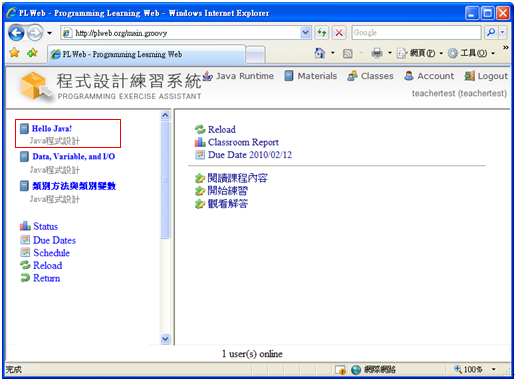 PLWeb - Programming Learning Web - Windows Internet Explorer
http://plweb.org/main.groovy
Google
PLWeb - Programming Learning Web
網頁(P)
工具(O)
程式設計練習系統
PROGRAMMING EXERCISE ASSISTANT
Java Runtime
Materials
Classes
Account
Logout
teachertest (teachertest)
Hello Java!
Java程式設計
Data, Variable, and I/O
Java程式設計
類別方法與類別變數
Java程式設計
Status
Due Dates
Schedule
Reload
Return
Reload
Classroom Report
Due Date 2010/02/12
閱讀課程內容
開始練習
觀看解答
1 user(s) online
完成
網際網路
100%